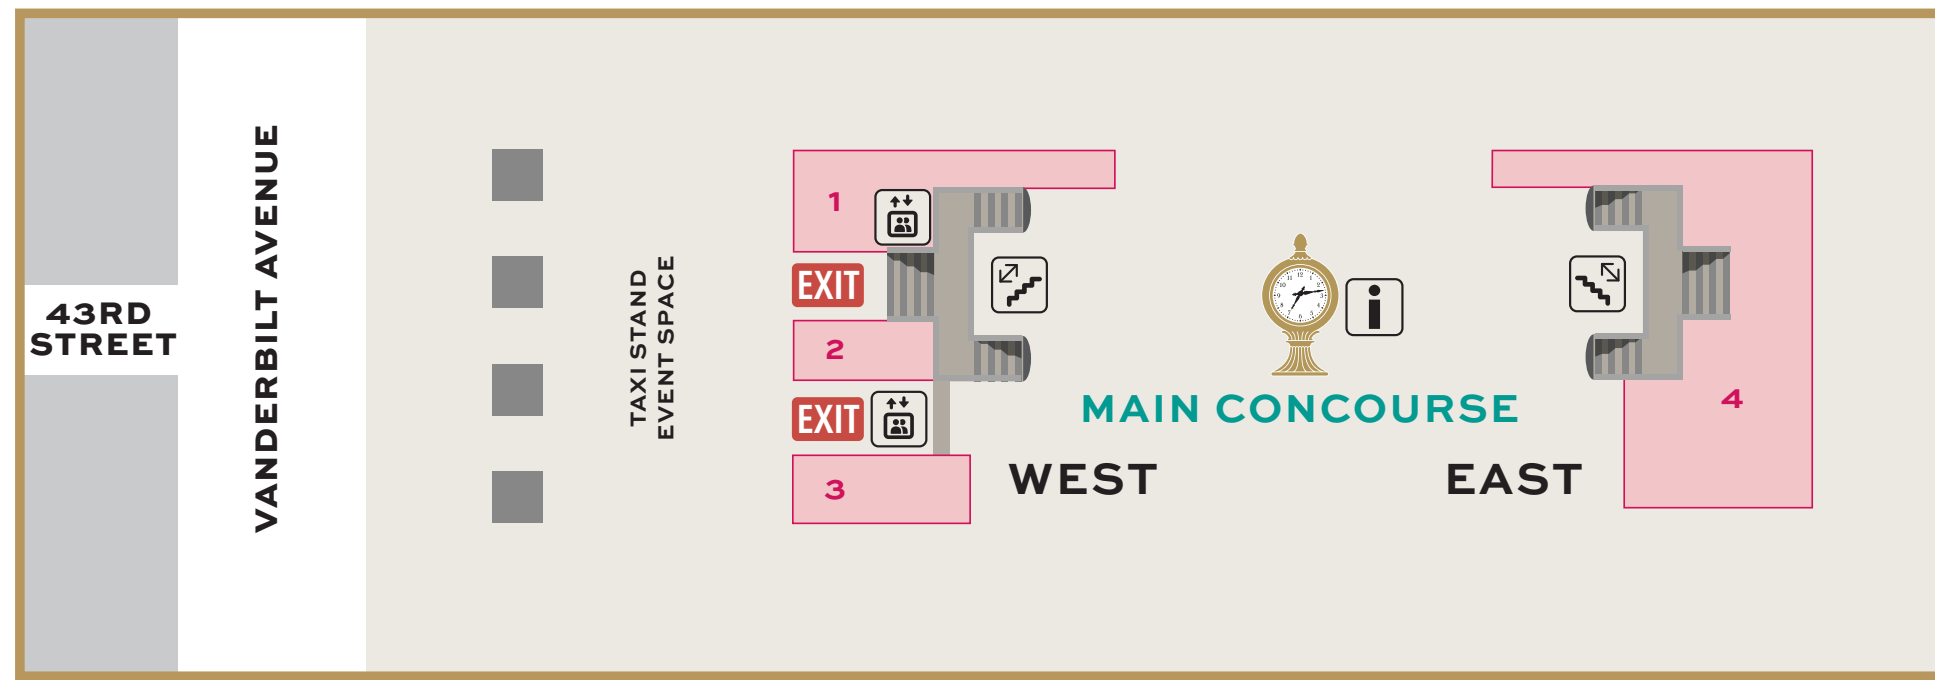 43RD
STREET
VANDERBILT AVENUE
TAXI STAND
EVENT SPACE
1
EXIT
2
EXIT
3
MAIN CONCOURSE
WEST
EAST
4